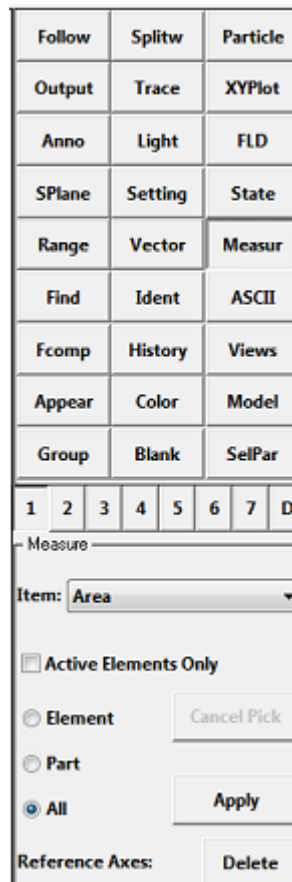 Follow Splitw Particle
Output Trace XYPlot
Anno Light FLD
SPlane Setting State
Range Vector Measur
Find Ident ASCII
Fcomp History Views
Appear Color Model
Group Blank SelPar
1 2 3 4 5 6 7 D
Measure
Item: Area
Active Elements Only
Element Cancel Pick
Part
All Apply
Reference Axes: Delete